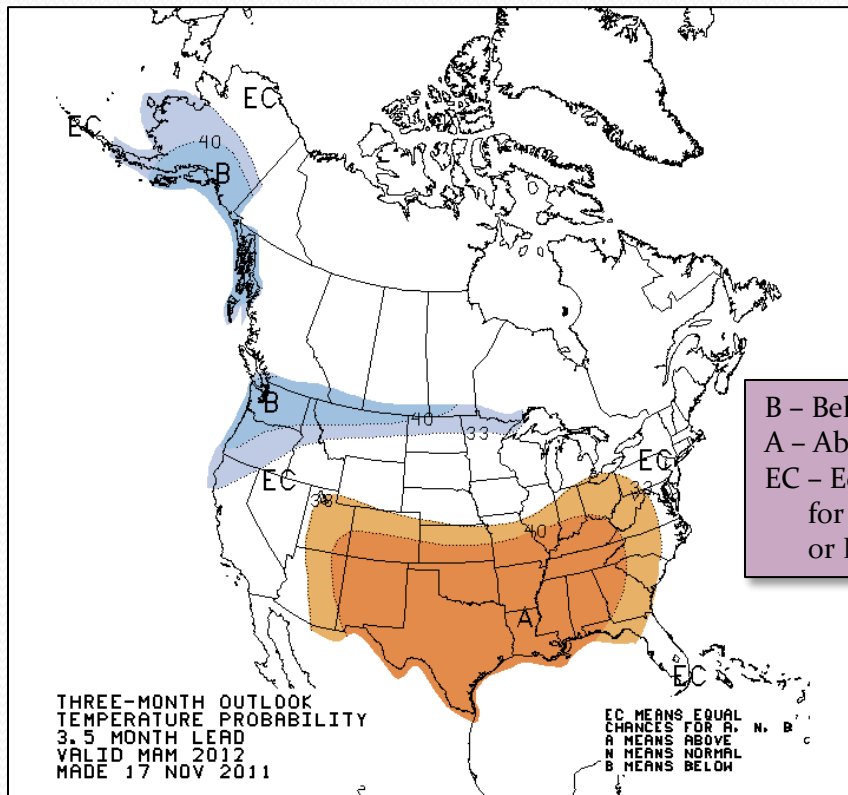 EC
EC
40
B
B
40
33
EC
EC
33
33
40
A
EC
B – Bel
A – Ab
EC – E
for
or
THREE-MONTH OUTLOOK
TEMPERATURE PROBABILITY
3.5 MONTH LEAD
VALID MAM 2012
MADE 17 NOV 2011
EC MEANS EQUAL
CHANCES FOR A, N, B
A MEANS ABOVE
N MEANS NORMAL
B MEANS BELOW